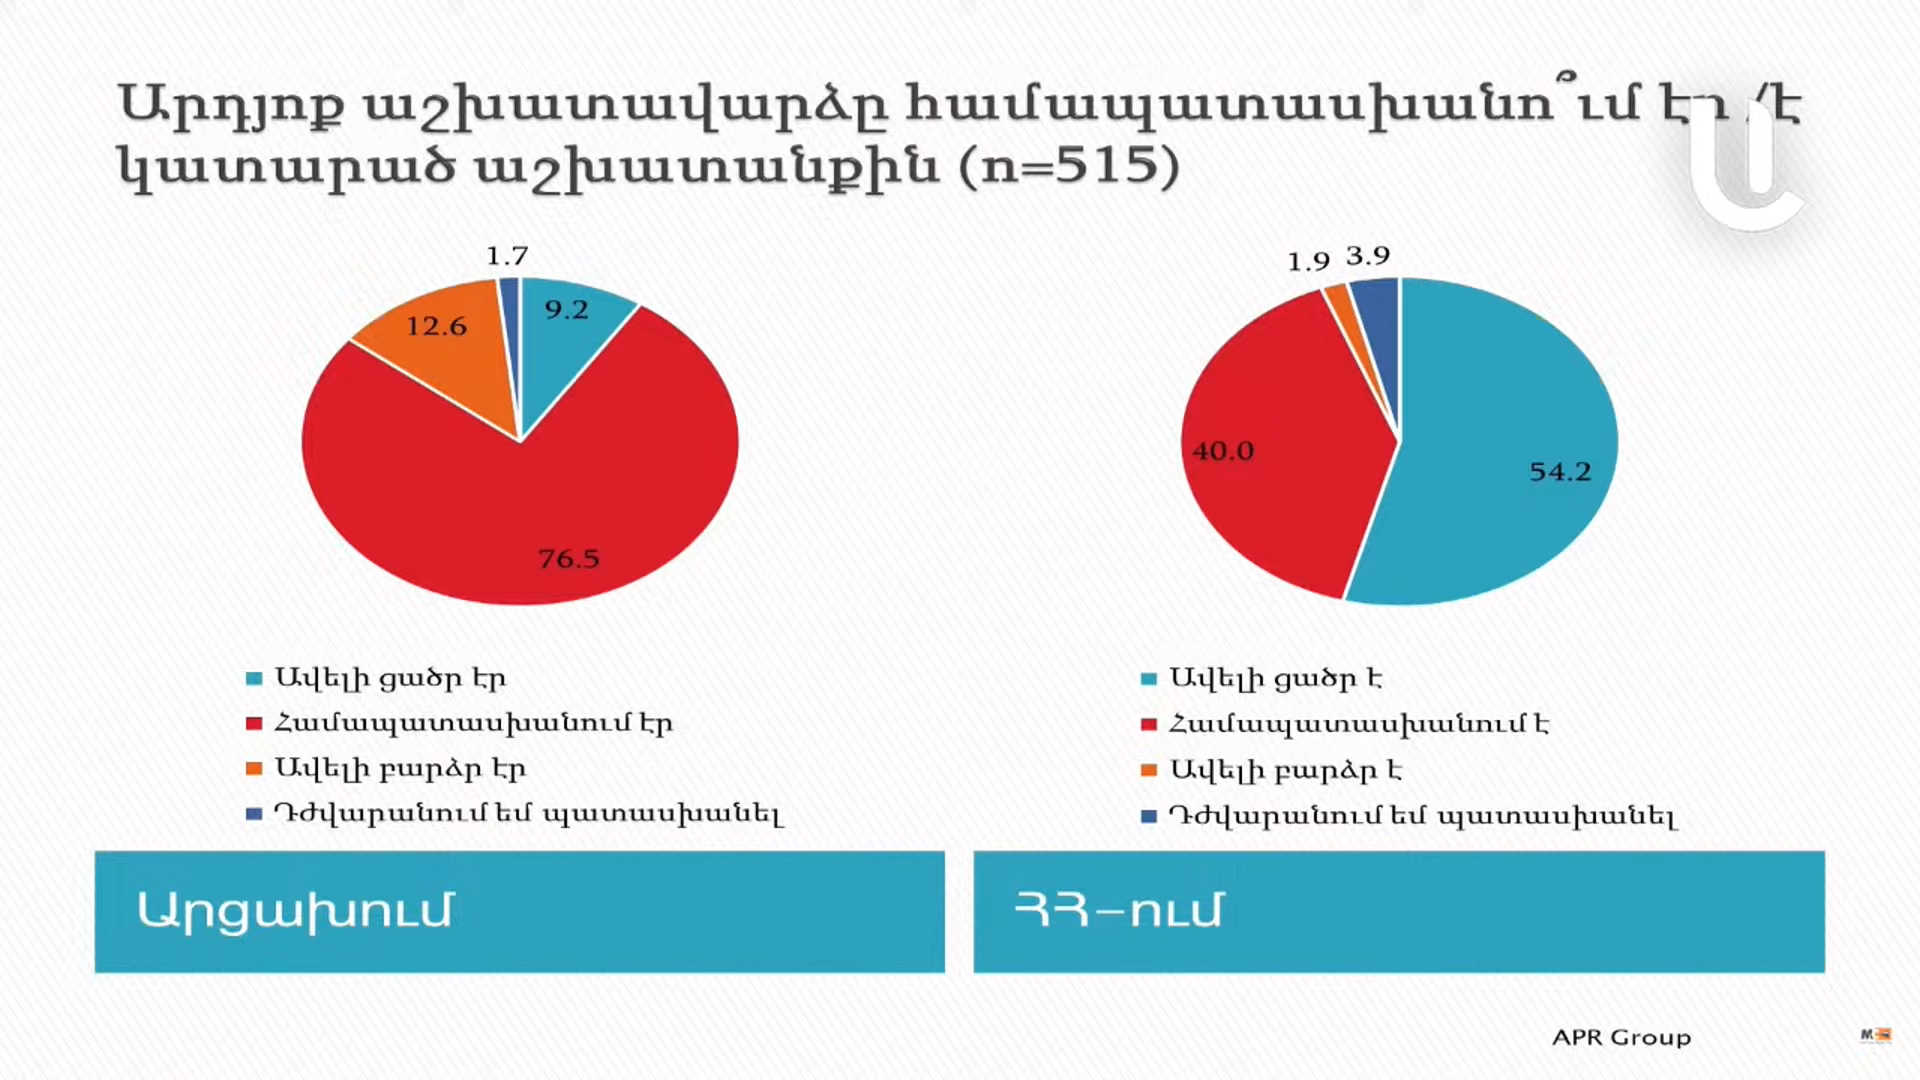 Արդյոք աշխատավարձը համապատասխանո՞ւմ էր /է
կատարած աշխատանքին (n=515)
1.7
9.2
12.6
76.5
1.9 3.9
40.0
54.2
Ավելի ցածր էր
Համապատասխանում էր
Ավելի բարձր էր
Դժվարանում եմ պատասխանել
Ավելի ցածր է
Համապատասխանում է
Ավելի բարձր է
Դժվարանում եմ պատասխանել
Արցախում
ՀՀ-ում
APR Group